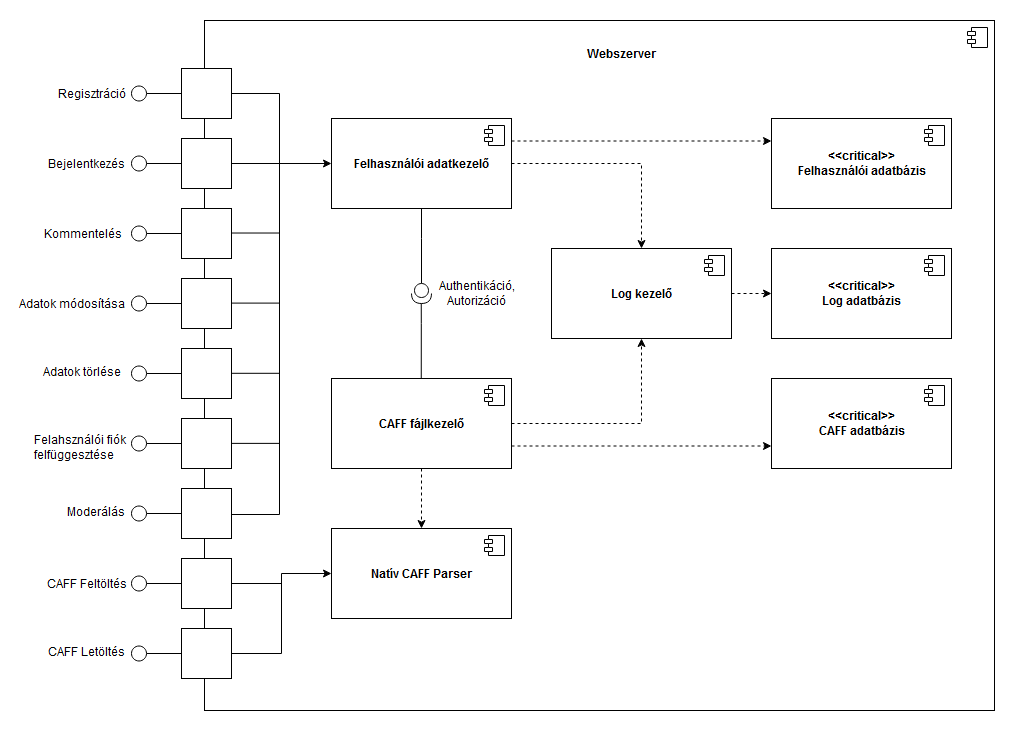 Webszerver
Regisztráció
Bejelentkezés
Kommentelés
Adatok módosítása
Adatok törlése
Felahsználói fiók
felfüggesztése
Moderálás
CAFF Feltöltés
CAFF Letöltés
Felhasználói adatkezelő
Authentikáció,
Autorizáció
CAFF fájlkezelő
Natív CAFF Parser
Log kezelő
<<critical>>
Felhasználói adatbázis
<<critical>>
Log adatbázis
<<critical>>
CAFF adatbázis